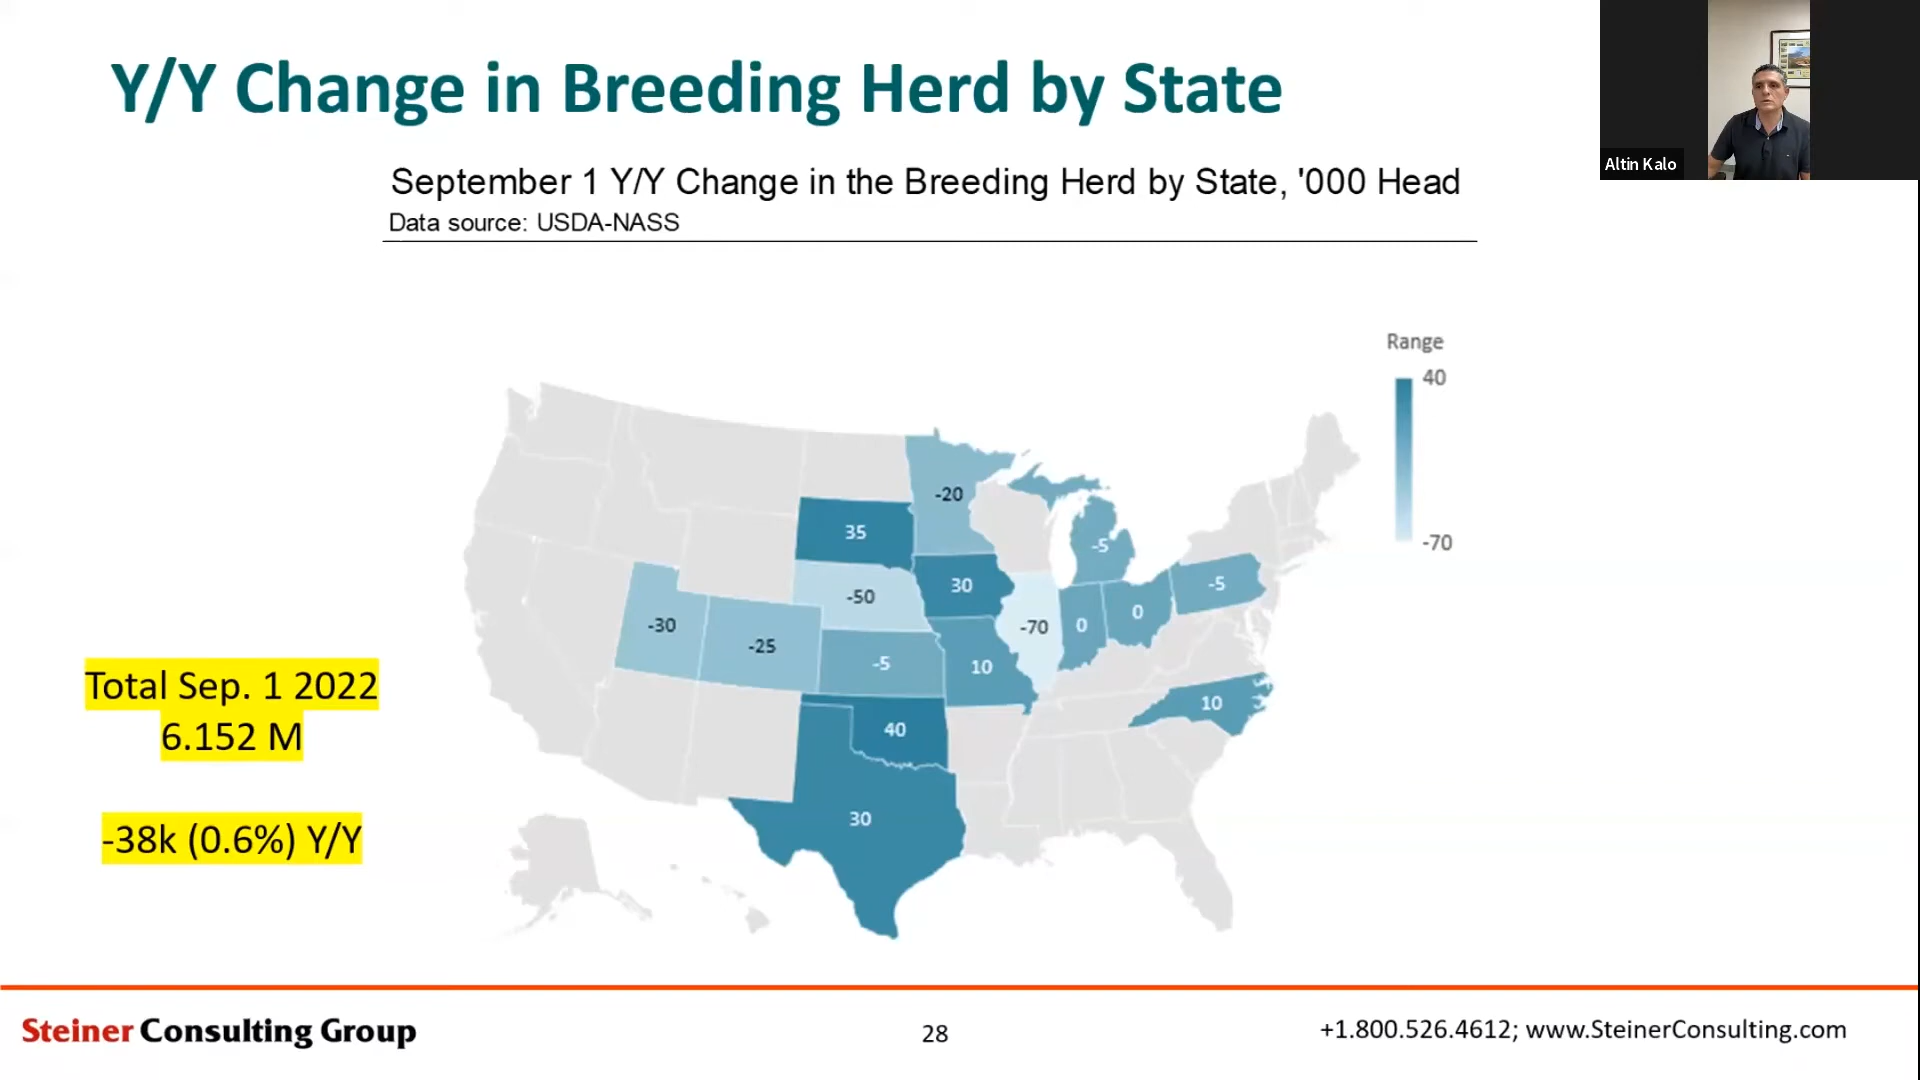 Y/Y Change in Breeding Herd by State
Altin Kalo
September 1 Y/Y Change in the Breeding Herd by State, '000 Head
Data source: USDA-NASS
Range
40
-70
-20
35
-5
30
-50
-5
0
-70
0
-30
-25
-5
10
10
40
30
Total Sep. 1 2022
6.152 M
-38k (0.6%) Y/Y
Steiner Consulting Group
28
+1.800.526.4612; www.SteinerConsulting.com